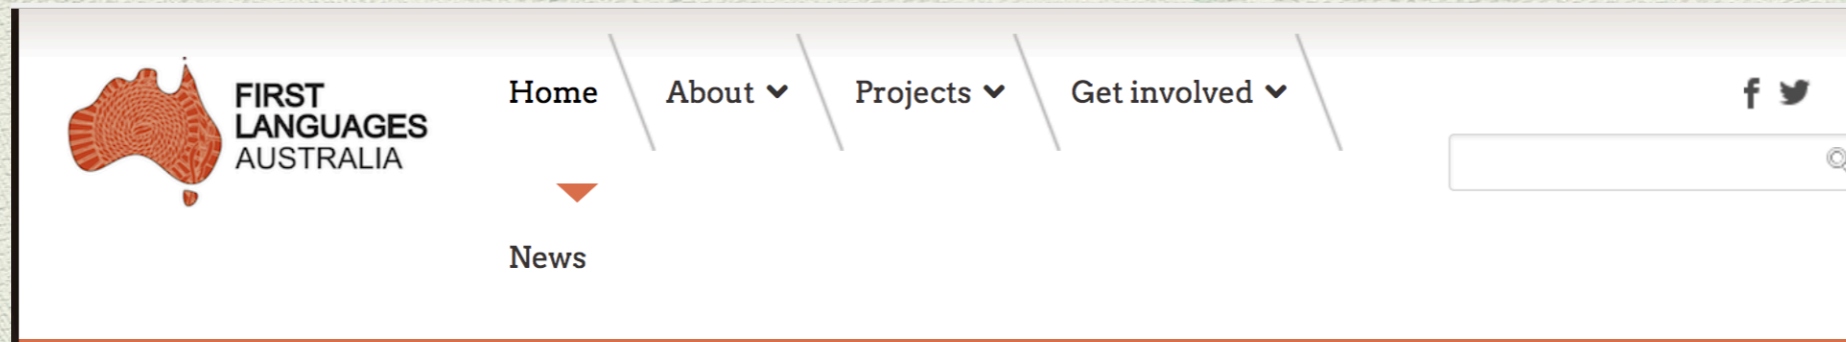 FIRST
LANGUAGES
AUSTRALIA
Home
About
Projects
Get involved
News